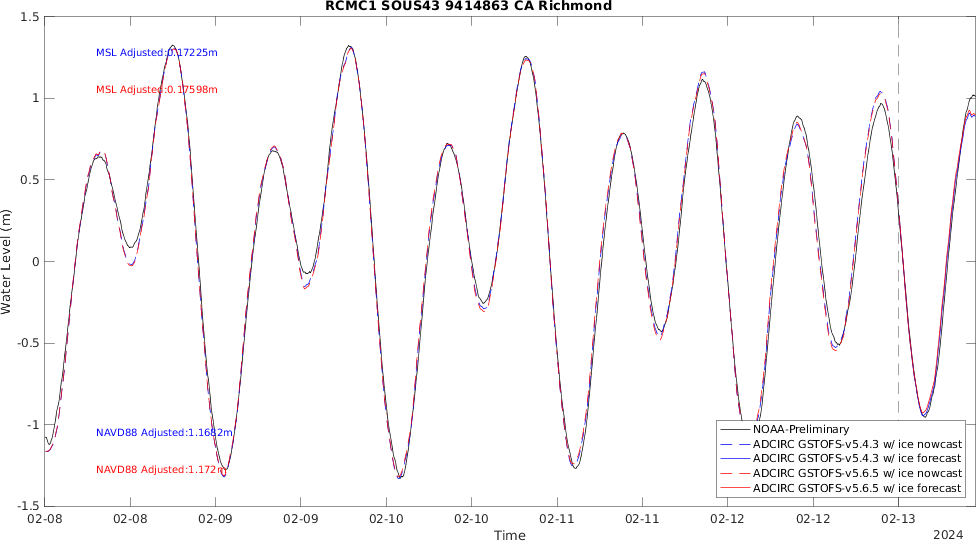 RCMC1 SOUS43 9414863 CA Richmond
1.5
MSL Adjusted:0.17225m
MSL Adjusted:0.17598m
1
0.5
Water Level (m)
0
-0.5
-1
NAVD88 Adjusted:1.1682m
NAVD88 Adjusted:1.172m
-1.5
NOAA-Preliminary
ADCIRC GSTOFS-v5.4.3 w/ ice nowcast
ADCIRC GSTOFS-v5.4.3 w/ ice forecast
ADCIRC GSTOFS-v5.6.5 w/ ice nowcast
ADCIRC GSTOFS-v5.6.5 w/ ice forecast
02-08 02-08 02-09 02-09 02-10 02-10 02-11 02-11 02-12 02-12 02-13
Time
2024